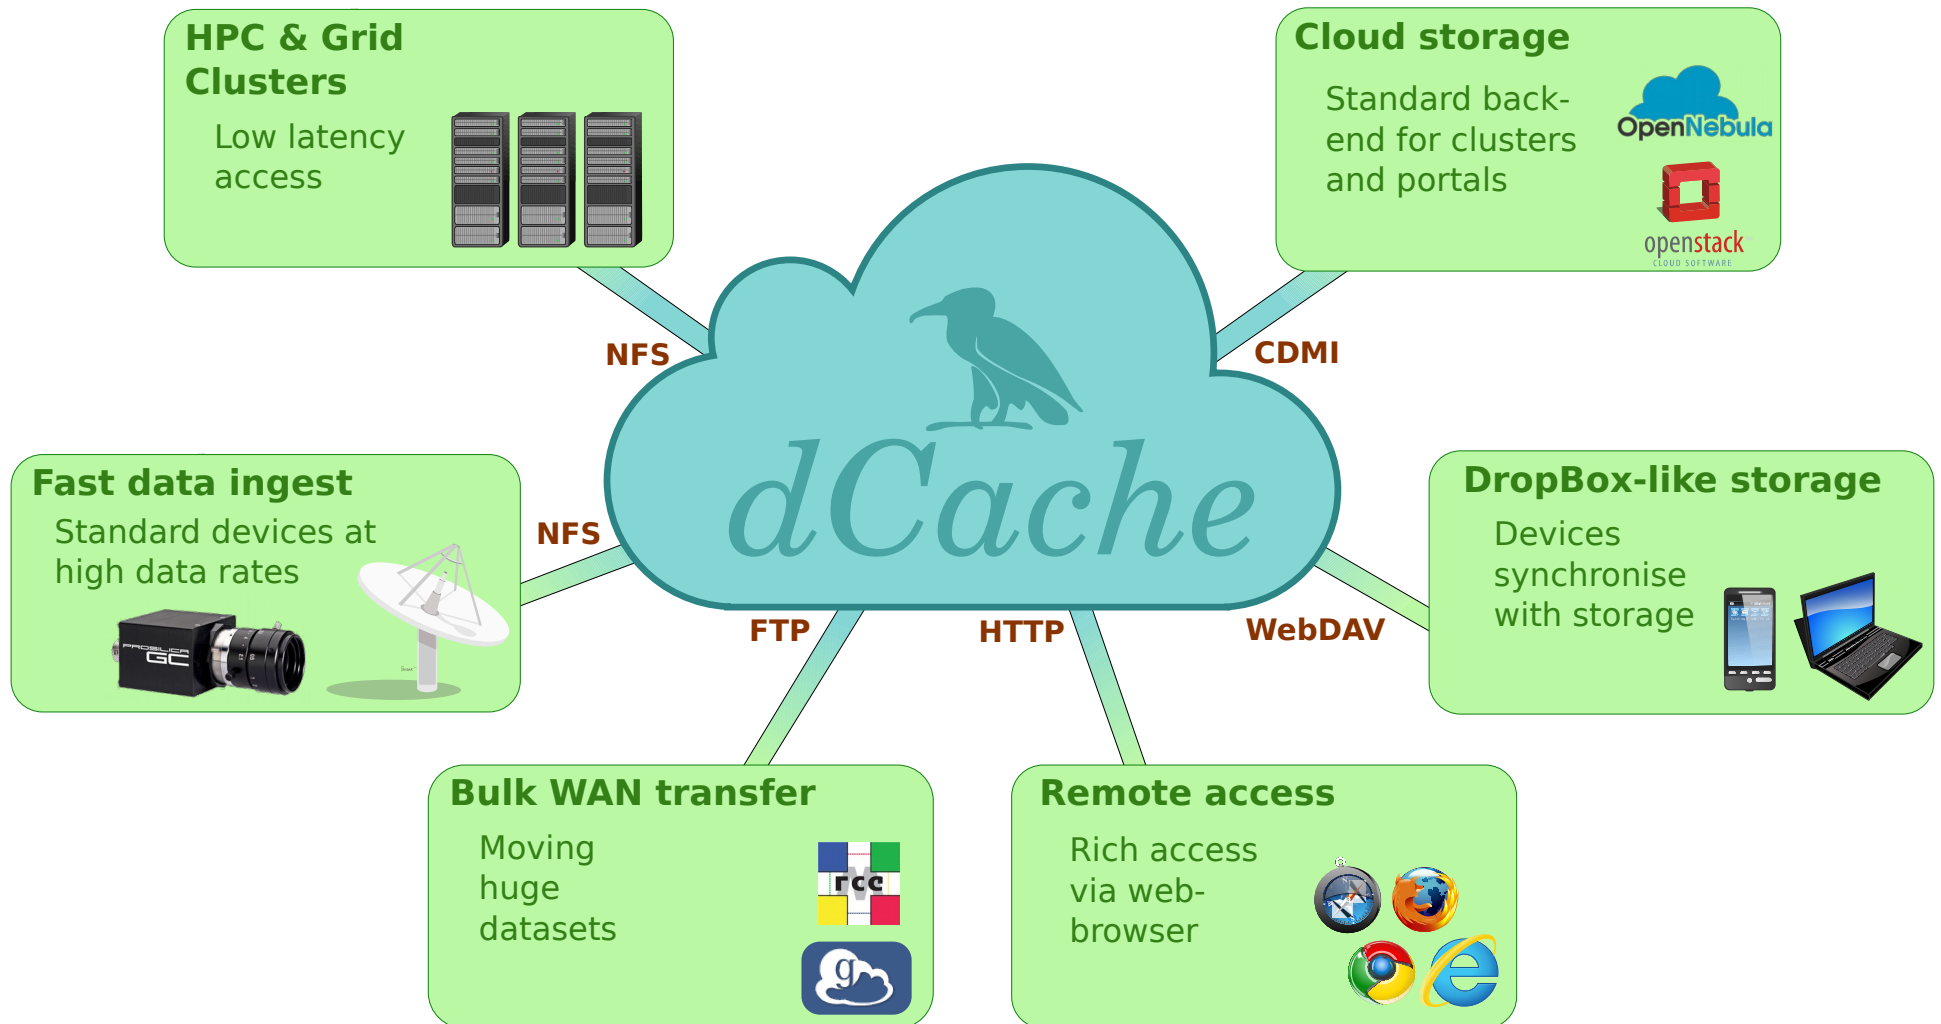 HPC & Grid
Clusters
Low latency
access
Cloud storage
Standard back-
end for clusters
and portals
OpenNebula
openstack
CLOUD SOFTWARE
NFS
CDMI
dCache
Fast data ingest
Standard devices at
high data rates
PROSILICA
GC
NFS
DropBox-like storage
Devices
synchronise
with storage
FTP
HTTP
WebDAV
Bulk WAN transfer
Moving
huge
datasets
rcc
g
Remote access
Rich access
via web-
browser